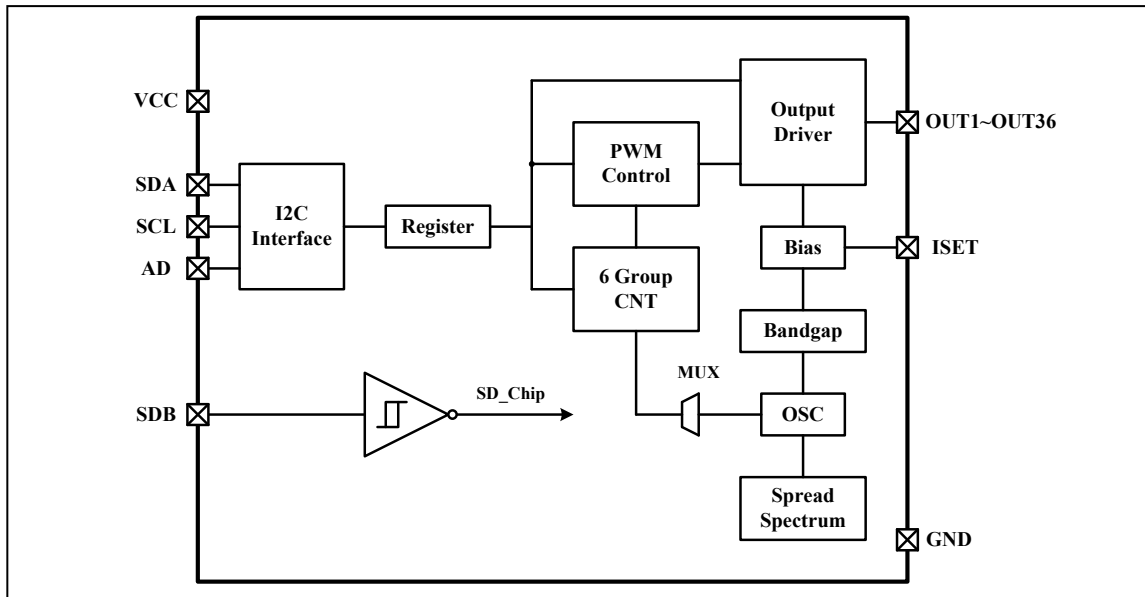 VCC
SDA
SCL
AD
SDB
I2C
Interface
Register
SD_Chip
PWM
Control
6 Group
CNT
MUX
Output
Driver
Bias
Bandgap
OSC
Spread
Spectrum
OUT1~OUT36
ISET
GND